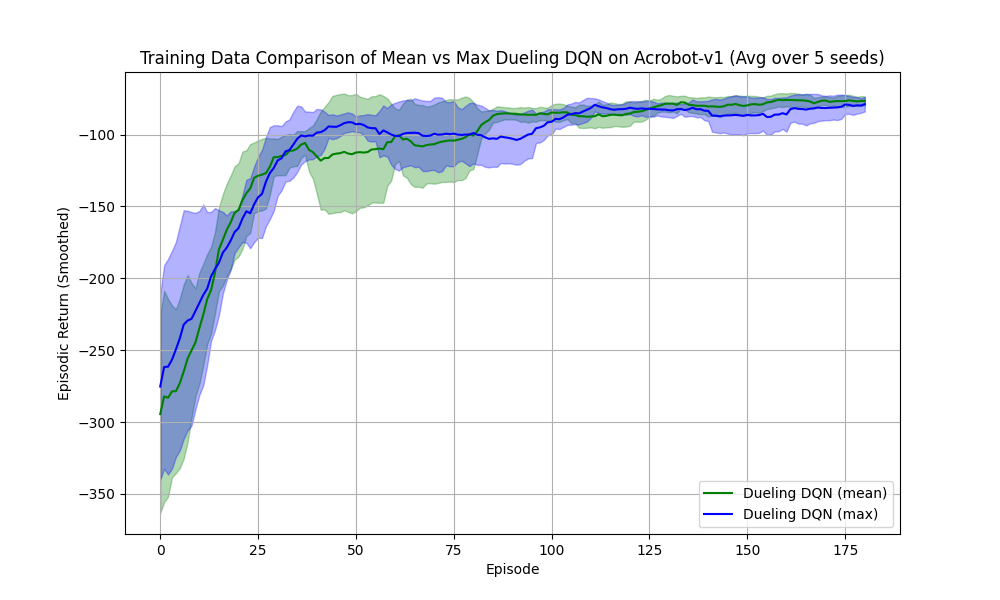 Training Data Comparison of Mean vs Max Dueling DQN on Acrobot-v1 (Avg over 5 seeds)
Episodic Return (Smoothed)
−100
−150
−200
−250
−300
−350
0 25 50 75 100 125 150 175
Episode
Dueling DQN (mean)
Dueling DQN (max)